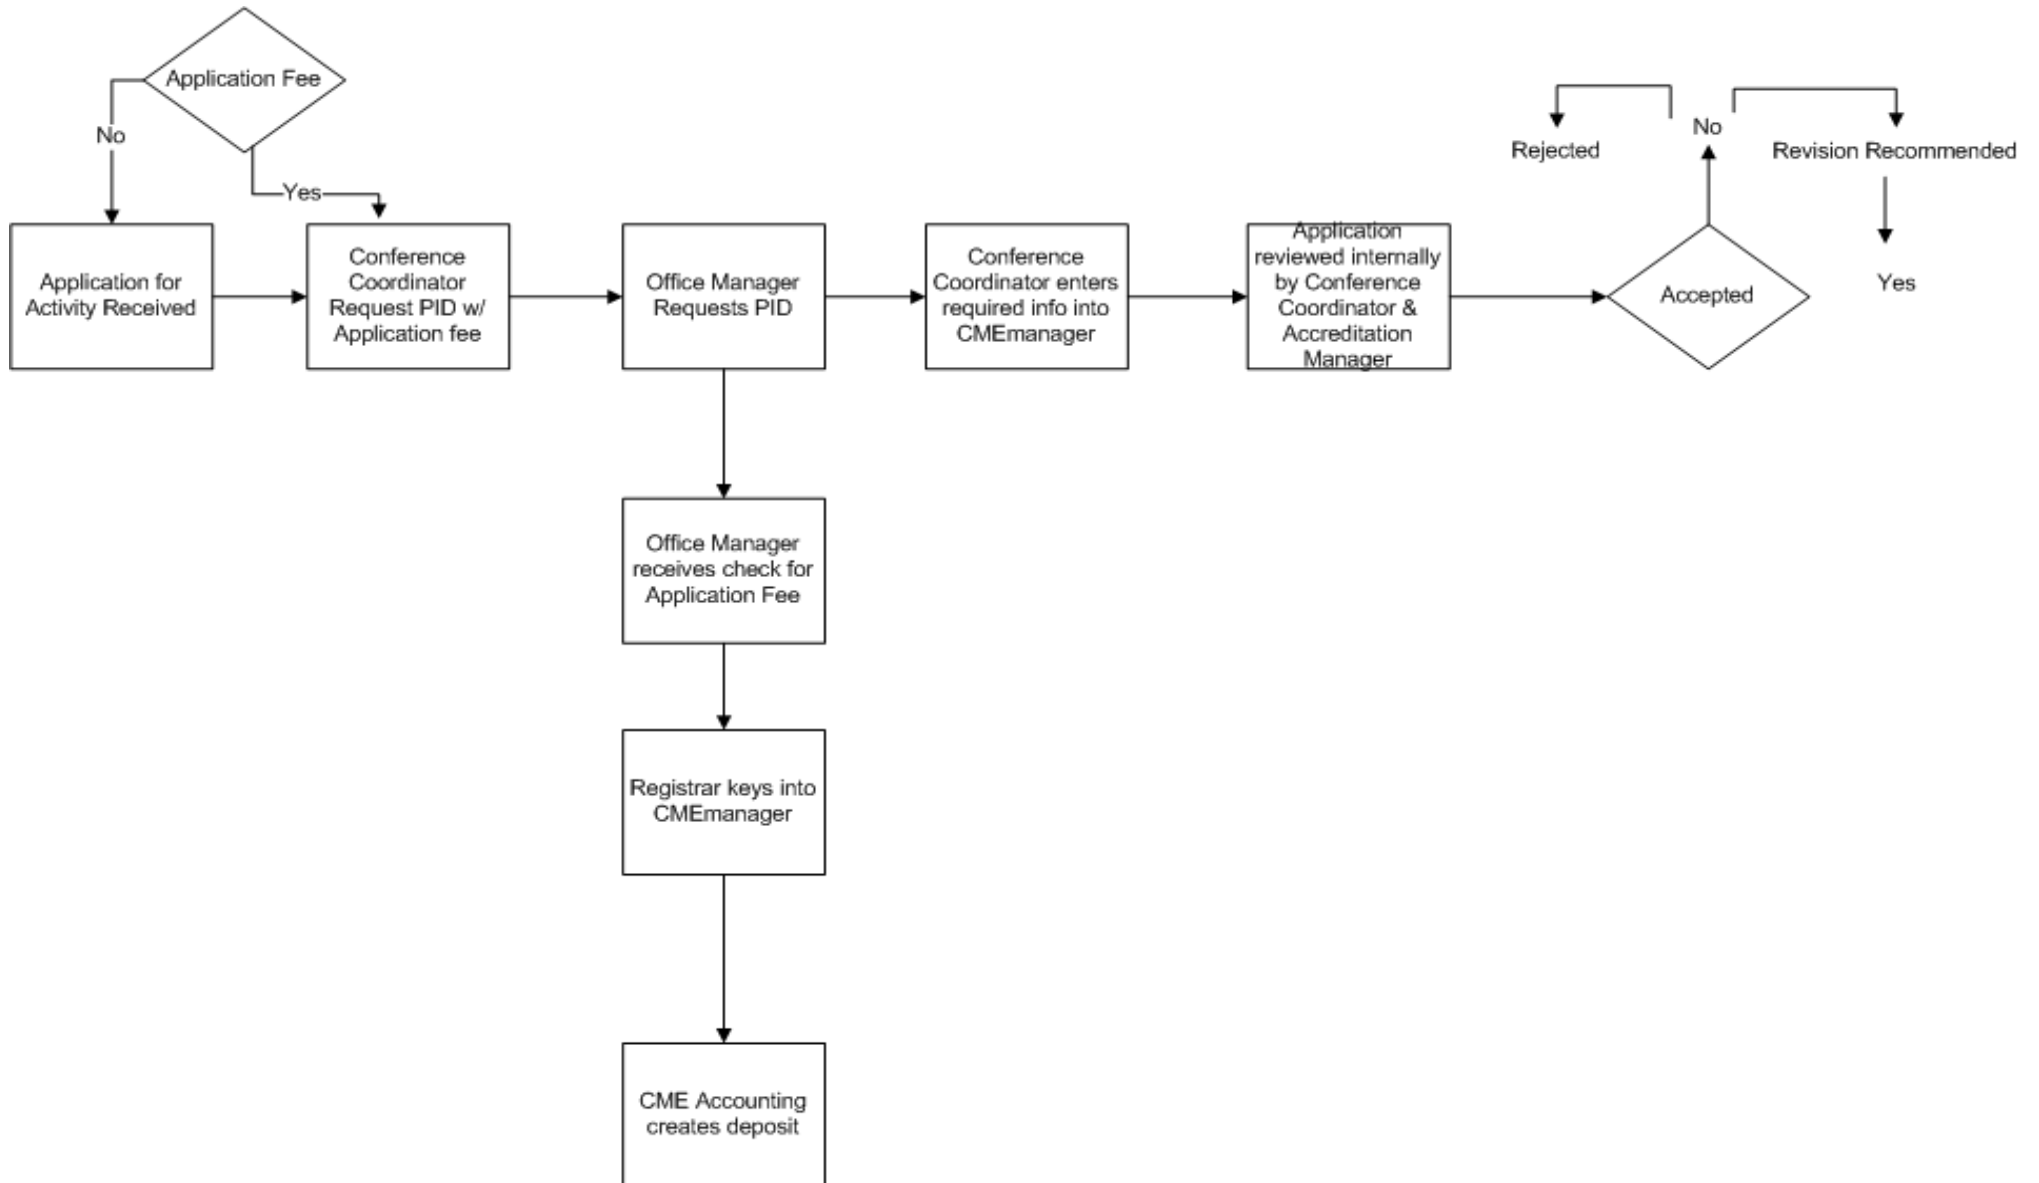 Application Fee
No
Yes
Application for
Activity Received
Conference
Coordinator
Request PID w/
Application fee
Office Manager
Requests PID
Conference
Coordinator enters
required info into
CMEmanager
Application
reviewed internally
by Conference
Coordinator &
Accreditation
Manager
Accepted
No
Rejected
Revision Recommended
Yes
Office Manager
receives check for
Application Fee
Registrar keys into
CMEmanager
CME Accounting
creates deposit